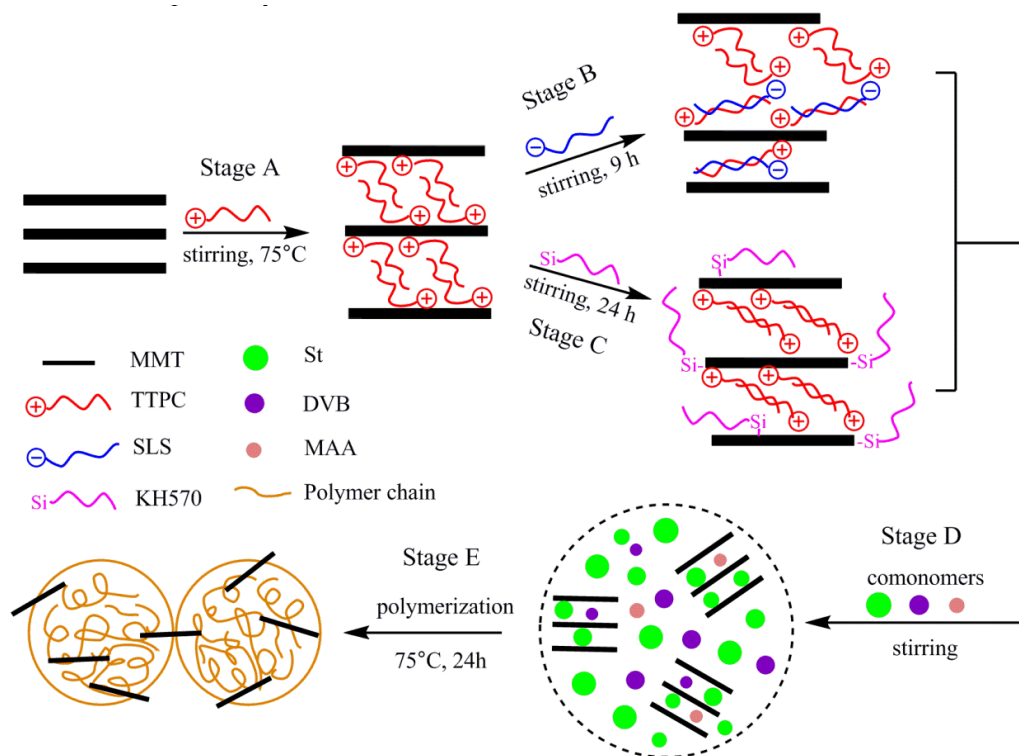 Stage A
stirring, 75°C
Stage B
stirring, 9 h
Si
stirring, 24 h
Stage C
Si
Si-
-Si
Si
-Si
MMT
TTPC
SLS
Si
KH570
St
DVB
MAA
Polymer chain
Stage D
comonomers
stirring
Stage E
polymerization
75°C, 24h